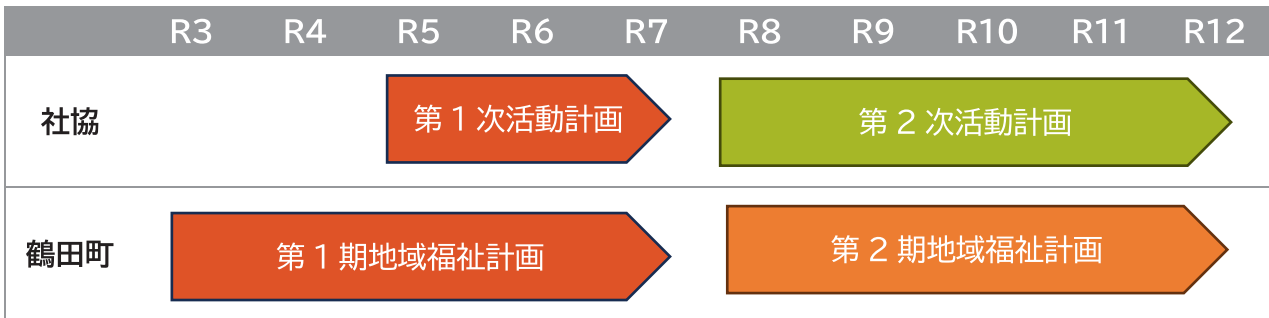 R3 R4 R5 R6 R7 R8 R9 R10 R11 R12
社協 第1次活動計画 第2次活動計画
鶴田町 第1期地域福祉計画 第2期地域福祉計画